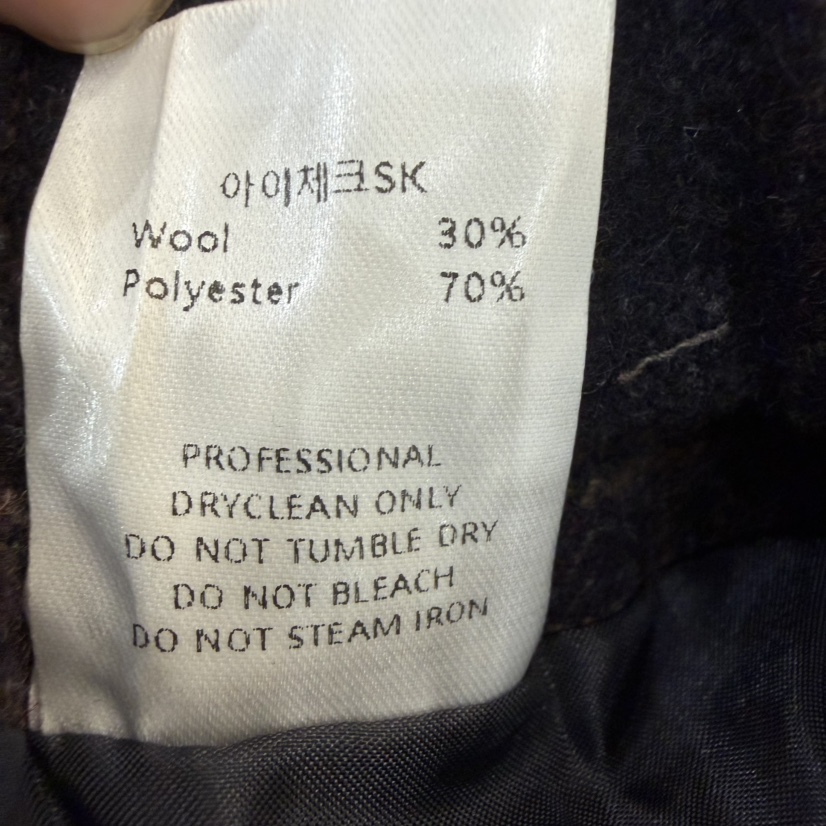 아이체크SK
Wool 30%
Polyester 70%
PROFESSIONAL
DRYCLEAN ONLY
DO NOT TUMBLE DRY
DO NOT BLEACH
DO NOT STEAM IRON